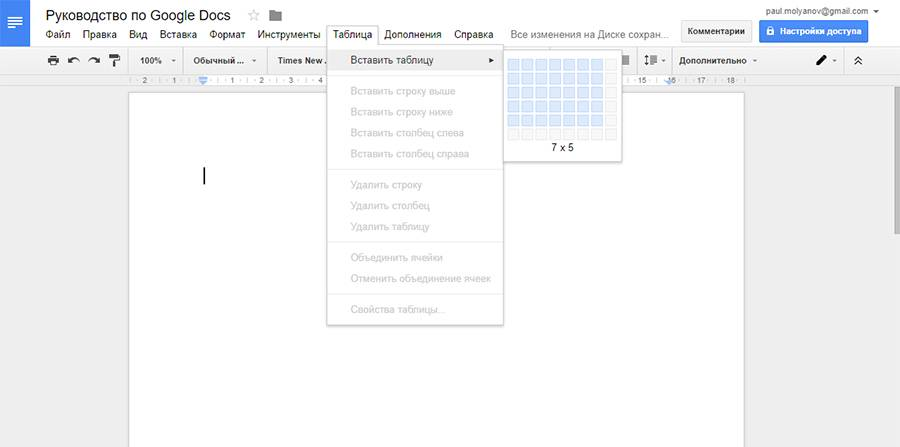 Руководство по Google Docs
paul.molyanov@gmail.com
Файл Правка Вид Вставка Формат Инструменты Таблица Дополнения Справка Все изменения на Диске сохран...
Комментарии
Настройки доступа
100% Обычный ... Times New . Дополнительно
2 1 1 2 15 16 17 18
Вставить таблицу
Вставить строку выше
Вставить строку ниже
Вставить столбец слева
Вставить столбец справа
Удалить строку
Удалить столбец
Удалить таблицу
Объединить ячейки
Отменить объединение ячеек
Свойства таблицы...
7 x 5